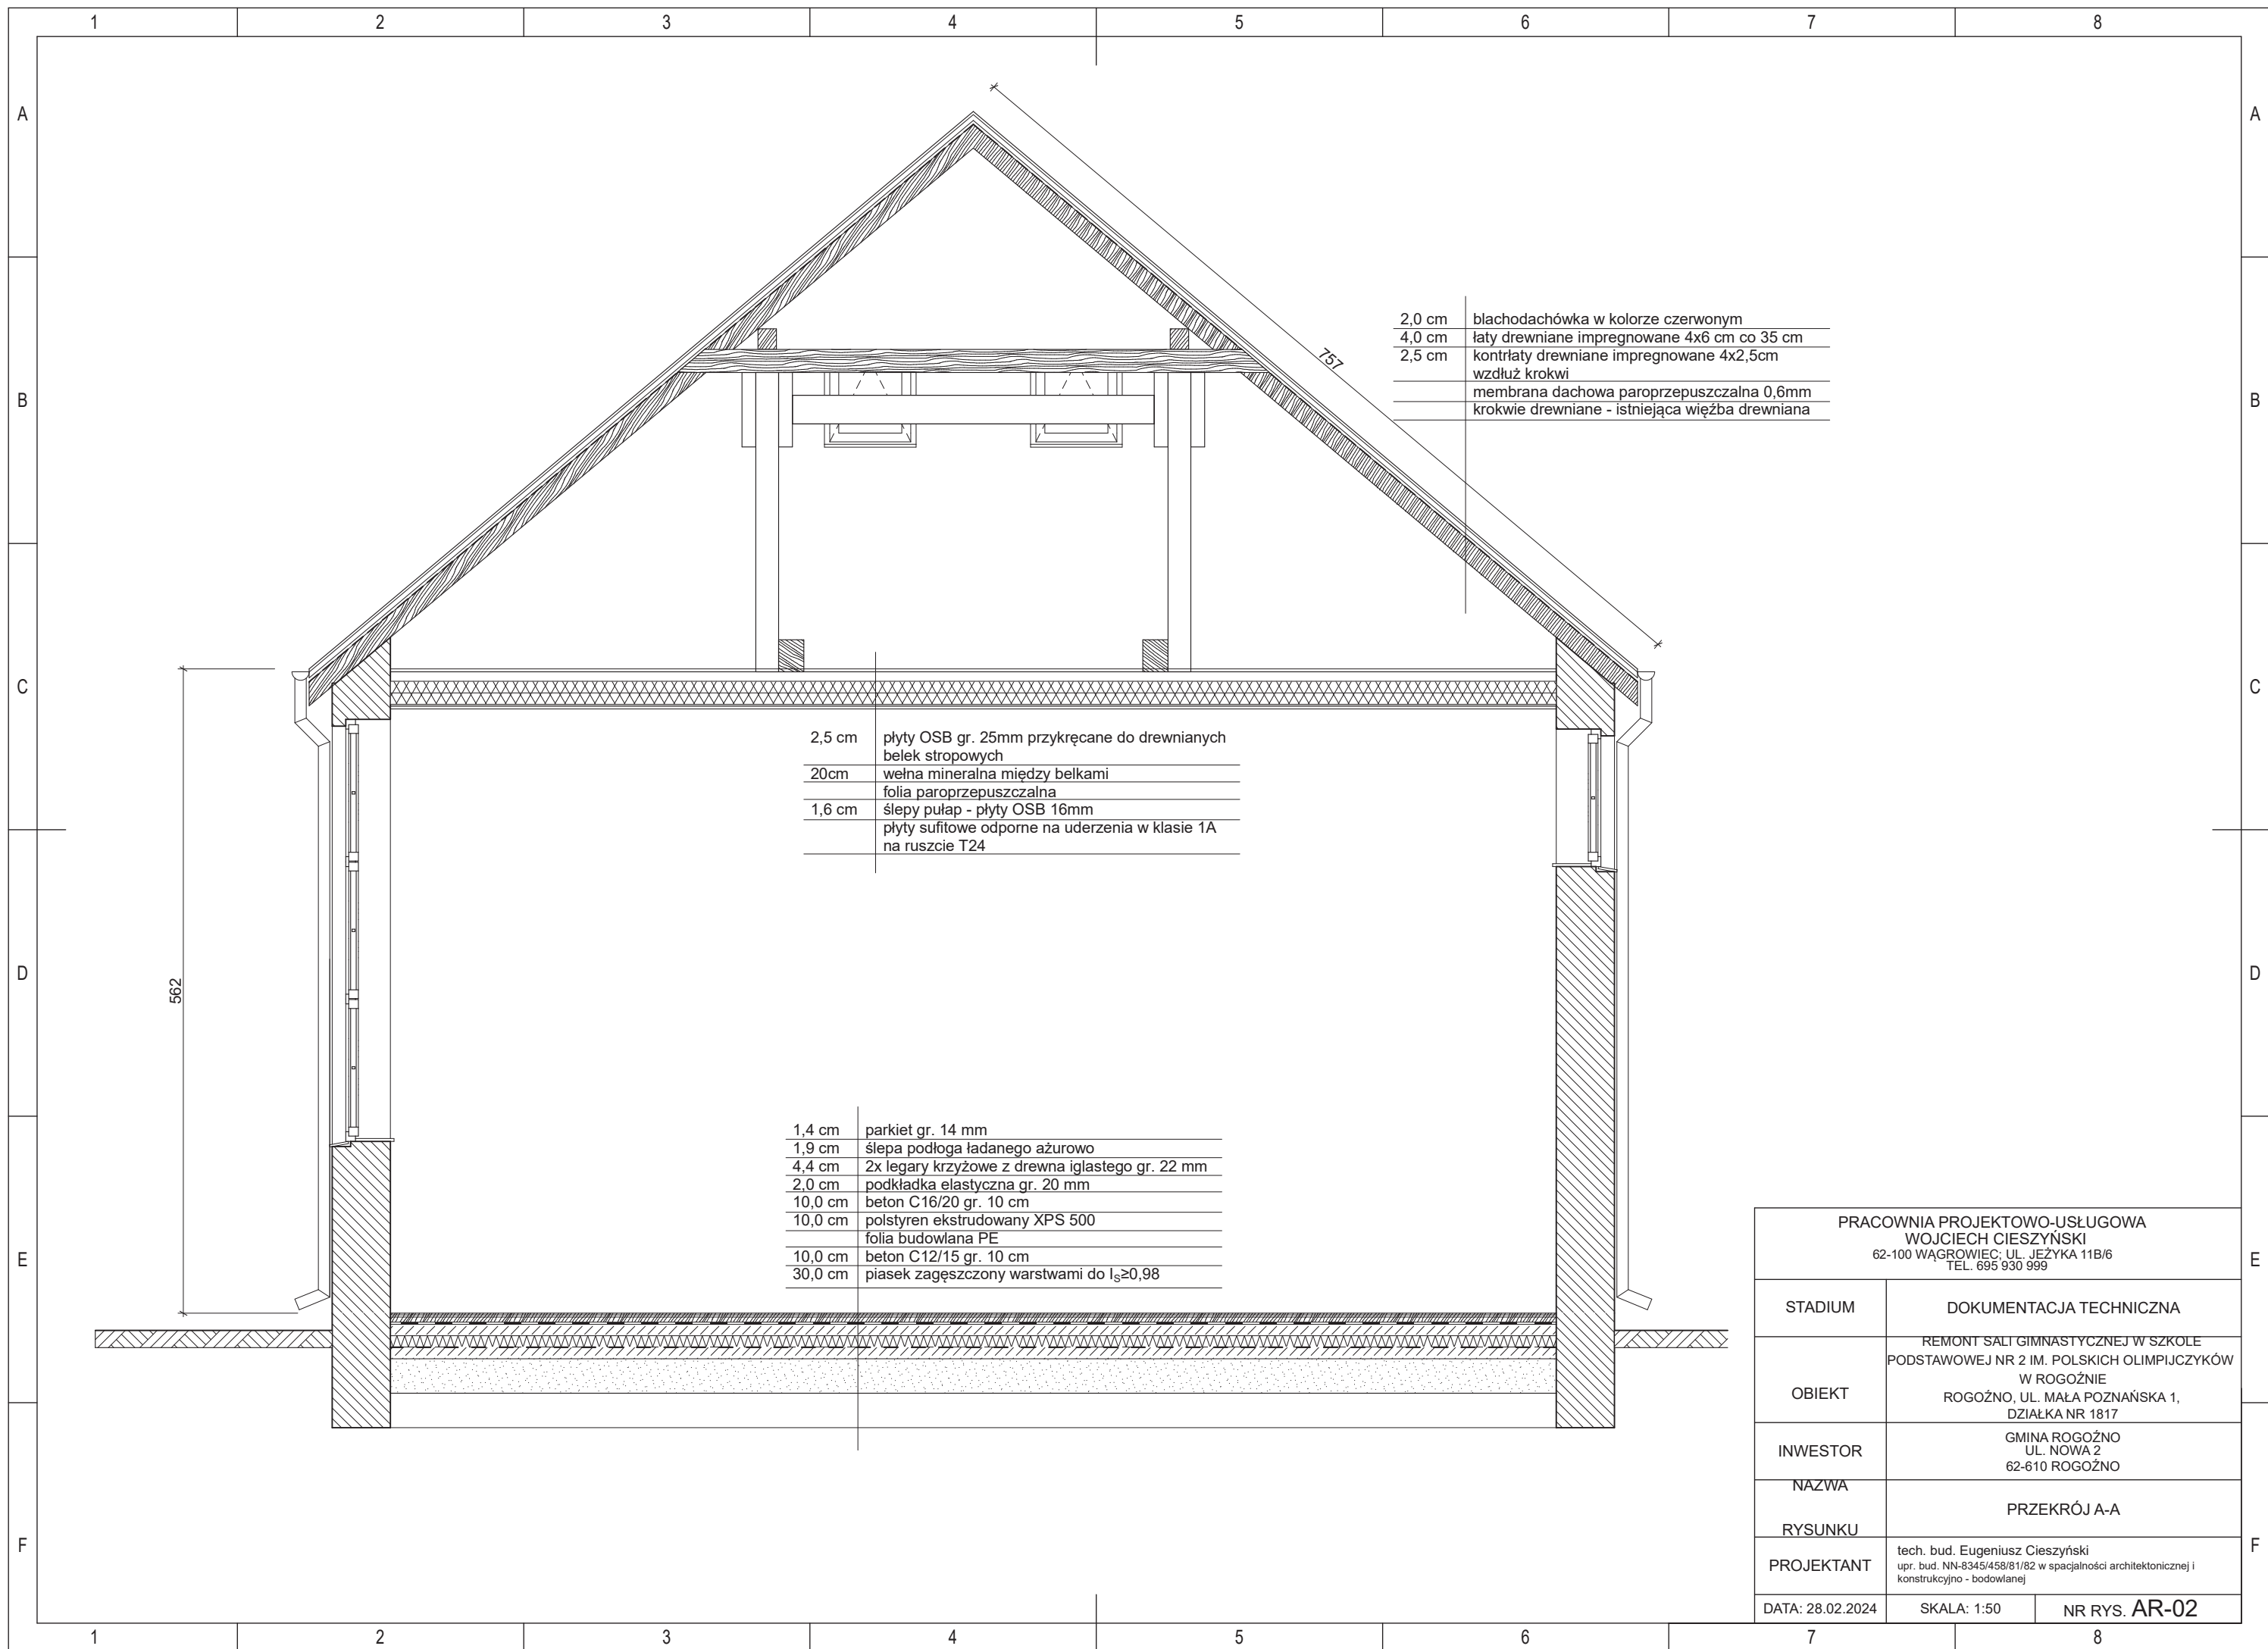 1 2 3 4 5 6 7 8
A A
757
2,0 cm blachodachówka w kolorze czerwonym
4,0 cm łaty drewniane impregnowane 4x6 cm co 35 cm
2,5 cm kontrłaty drewniane impregnowane 4x2,5cm
wzdłuż krokwi
membrana dachowa paroprzepuszczalna 0,6mm
krokwie drewniane - istniejąca więźba drewniana
B B
C C
2,5 cm płyty OSB gr. 25mm przykręcane do drewnianych
belek stropowych
20cm wełna mineralna między belkami
folia paroprzepuszczalna
1,6 cm ślepy pułap - płyty OSB 16mm
płyty sufitowe odporne na uderzenia w klasie 1A
na ruszcie T24
D D
562
1,4 cm parkiet gr. 14 mm
1,9 cm ślepa podłoga ładanego ażurowo
4,4 cm 2x legary krzyżowe z drewna iglastego gr. 22 mm
2,0 cm podkładka elastyczna gr. 20 mm
10,0 cm beton C16/20 gr. 10 cm
10,0 cm polstyren ekstrudowany XPS 500
folia budowlana PE
10,0 cm beton C12/15 gr. 10 cm
30,0 cm piasek zagęszczony warstwami do IS≥0,98
E E
PRACOWNIA PROJEKTOWO-USŁUGOWA
WOJCIECH CIESZYŃSKI
62-100 WĄGROWIEC; UL. JEŻYKA 11B/6
TEL. 695 930 999
STADIUM DOKUMENTACJA TECHNICZNA
OBIEKT
REMONT SALI GIMNASTYCZNEJ W SZKOLE
PODSTAWOWEJ NR 2 IM. POLSKICH OLIMPIJCZYKÓW
W ROGOŹNIE
ROGOŹNO, UL. MAŁA POZNAŃSKA 1,
DZIAŁKA NR 1817
INWESTOR
GMINA ROGOŹNO
UL. NOWA 2
62-610 ROGOŹNO
NAZWA
RYSUNKU
PRZEKRÓJ A-A
F F
PROJEKTANT
tech. bud. Eugeniusz Cieszyński
upr. bud. NN-8345/458/81/82 w spacjalności architektonicznej i
konstrukcyjno - bodowlanej
DATA: 28.02.2024 SKALA: 1:50 NR RYS. AR-02
1 2 3 4 5 6 7 8